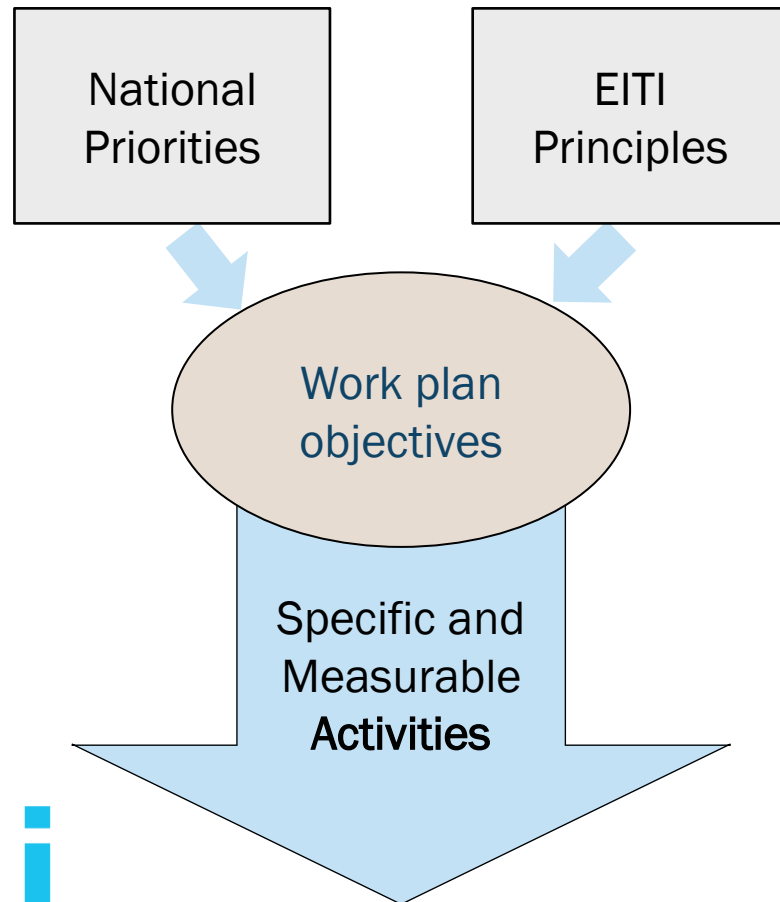 National
Priorities
EITI
Principles
Work plan
objectives
Specific and
Measurable
Activities
i